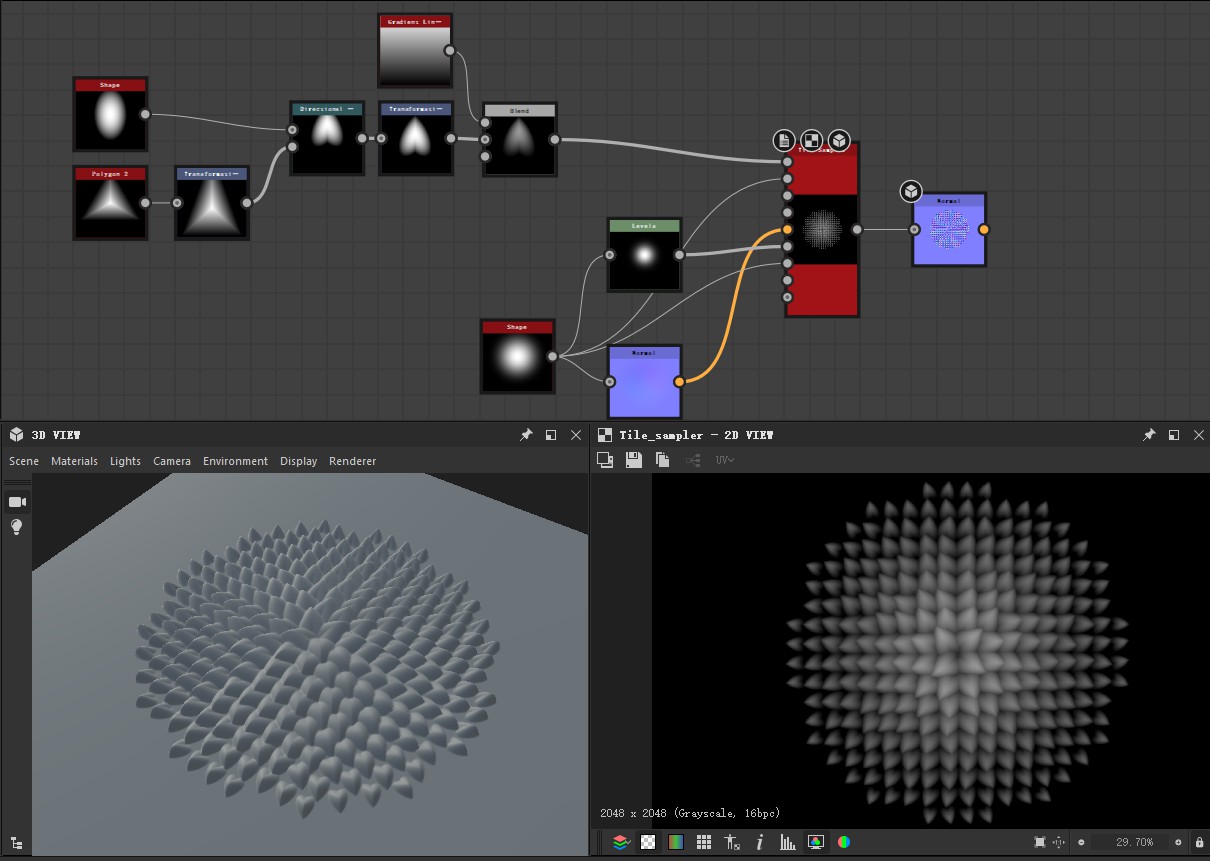 Gradient Lin—
Shape
Directional —
Transformati—
Blend
Polygon 2
Transformati—
Levels
Normal
Shape
Normal
3D VIEW
Tile_sampler — 2D VIEW
Scene Materials Lights Camera Environment Display Renderer
UV
2048 x 2048 (Grayscale, 16bpc)
29.70%